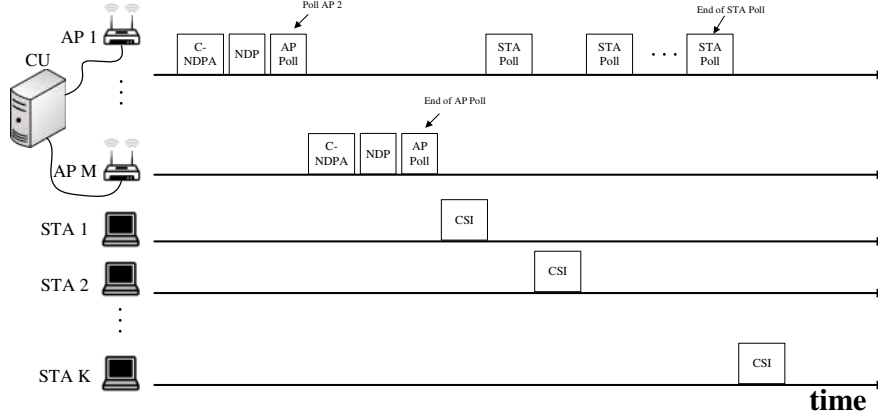 Poll AP 2
End of STA Poll
AP 1
C-
NDPA
NDP
AP
Poll
STA
Poll
STA
Poll
. . .
STA
Poll
CU
End of AP Poll
AP M
C-
NDPA
NDP
AP
Poll
STA 1
CSI
STA 2
CSI
STA K
CSI
time